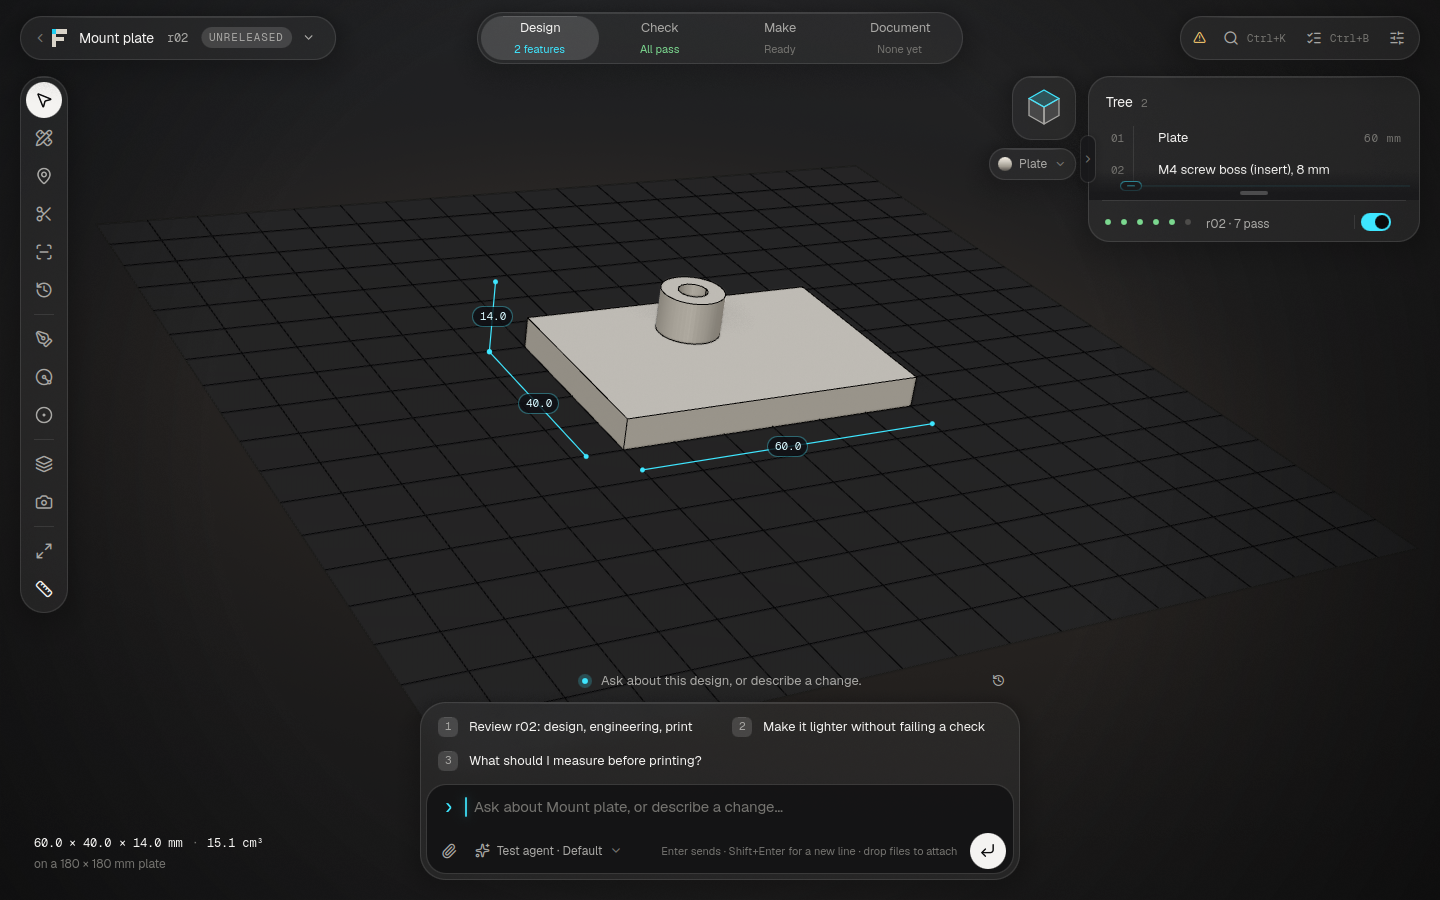 Mount plate r02 UNRELEASED
Design
2 features
Check
All pass
Make
Ready
Document
None yet
Ctrl+K
Ctrl+B
Tree 2
01 Plate 60 mm
02 M4 screw boss (insert), 8 mm
r02 · 7 pass
Plate
14.0
40.0
60.0
Ask about this design, or describe a change.
1 Review r02: design, engineering, print
2 Make it lighter without failing a check
3 What should I measure before printing?
Ask about Mount plate, or describe a change...
Test agent · Default
Enter sends · Shift+Enter for a new line · drop files to attach
60.0 × 40.0 × 14.0 mm · 15.1 cm³
on a 180 × 180 mm plate